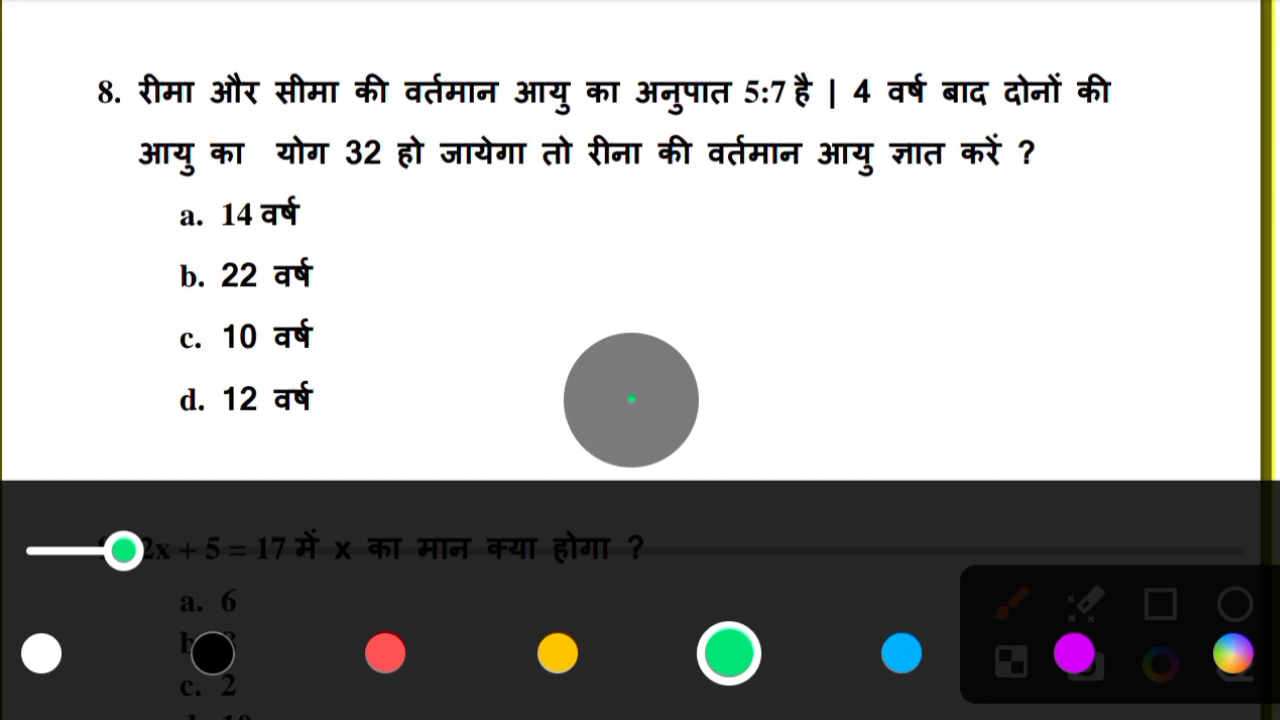 8. रीमा और सीमा की वर्तमान आयु का अनुपात 5:7 है | 4 वर्ष बाद दोनों की
आयु का योग 32 हो जायेगा तो रीना की वर्तमान आयु ज्ञात करें ?
a. 14 वर्ष
b. 22 वर्ष
c. 10 वर्ष
d. 12 वर्ष
2x + 5 = 17 में x का मान क्या होगा ?
a. 6
b.
c. 2